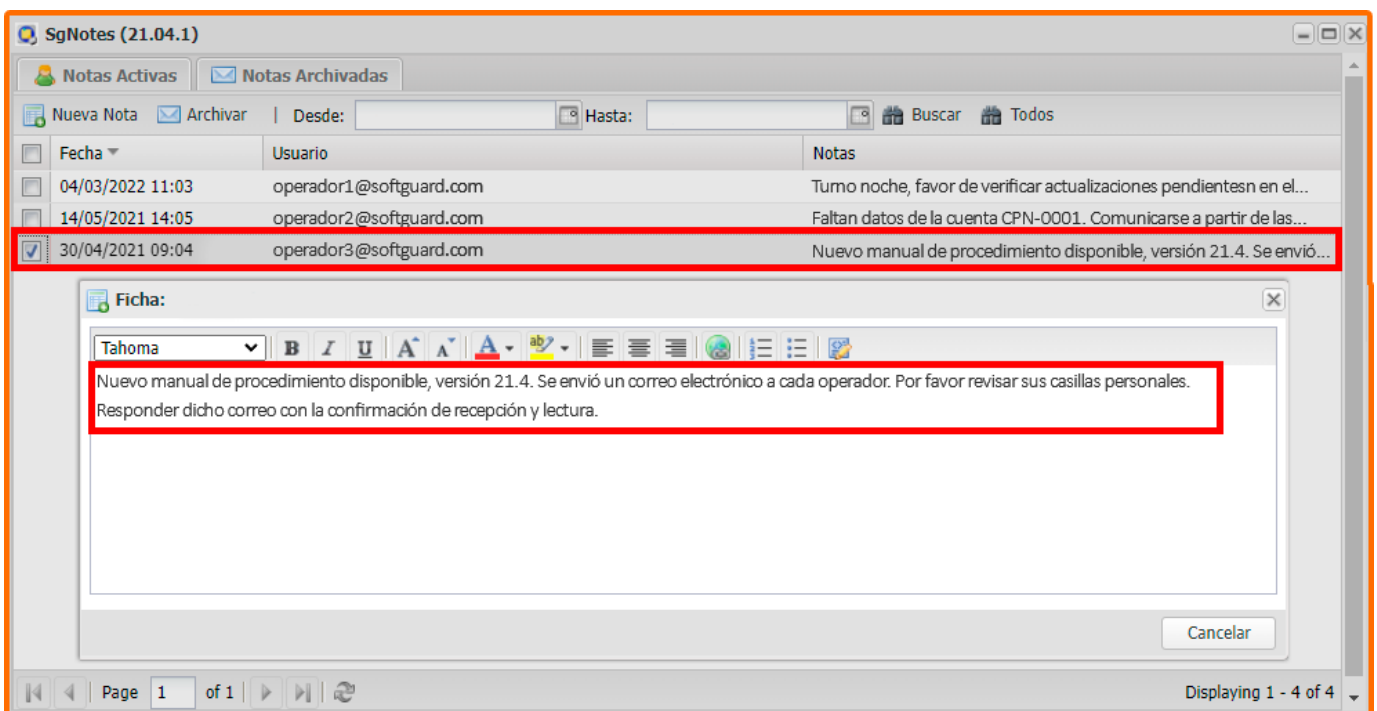 SgNotes (21.04.1)
Notas Activas Notas Archivadas
Nueva Nota Archivar | Desde: Hasta: Buscar Todos
Fecha Usuario Notas
04/03/2022 11:03 operador1@softguard.com Turno noche, favor de verificar actualizaciones pendientesn en el...
14/05/2021 14:05 operador2@softguard.com Faltan datos de la cuenta CPN-0001. Comunicarse a partir de las...
30/04/2021 09:04 operador3@softguard.com Nuevo manual de procedimiento disponible, versión 21.4. Se envió...
Ficha:
Tahoma B I U A A A ab
Nuevo manual de procedimiento disponible, versión 21.4. Se envió un correo electrónico a cada operador. Por favor revisar sus casillas personales.
Responder dicho correo con la confirmación de recepción y lectura.
Cancelar
Page 1 of 1 Displaying 1 - 4 of 4